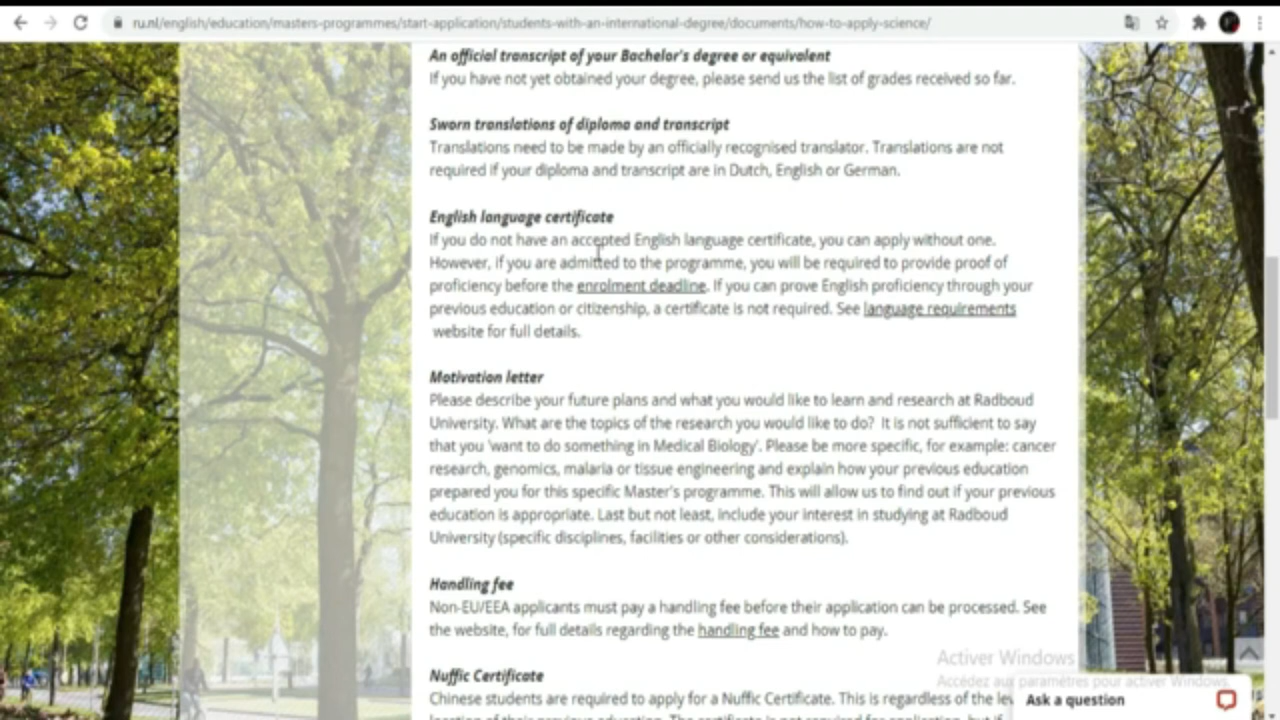 ru.nl/english/education/masters-programmes/start-application/students-with-an-international-degree/documents/how-to-apply-science/
An official transcript of your Bachelor's degree or equivalent
If you have not yet obtained your degree, please send us the list of grades received so far.
Sworn translations of diploma and transcript
Translations need to be made by an officially recognised translator. Translations are not
required if your diploma and transcript are in Dutch, English or German.
English language certificate
If you do not have an accepted English language certificate, you can apply without one.
However, if you are admitted to the programme, you will be required to provide proof of
proficiency before the enrolment deadline. If you can prove English proficiency through your
previous education or citizenship, a certificate is not required. See language requirements
website for full details.
Motivation letter
Please describe your future plans and what you would like to learn and research at Radboud
University. What are the topics of the research you would like to do? It is not sufficient to say
that you 'want to do something in Medical Biology'. Please be more specific, for example: cancer
research, genomics, malaria or tissue engineering and explain how your previous education
prepared you for this specific Master's programme. This will allow us to find out if your previous
education is appropriate. Last but not least, include your interest in studying at Radboud
University (specific disciplines, facilities or other considerations).
Handling fee
Non-EU/EEA applicants must pay a handling fee before their application can be processed. See
the website, for full details regarding the handling fee and how to pay.
Nuffic Certificate
Chinese students are required to apply for a Nuffic Certificate. This is regardless of the
Activer Windows
Accédez aux paramètres pour activer Windows.
Ask a question